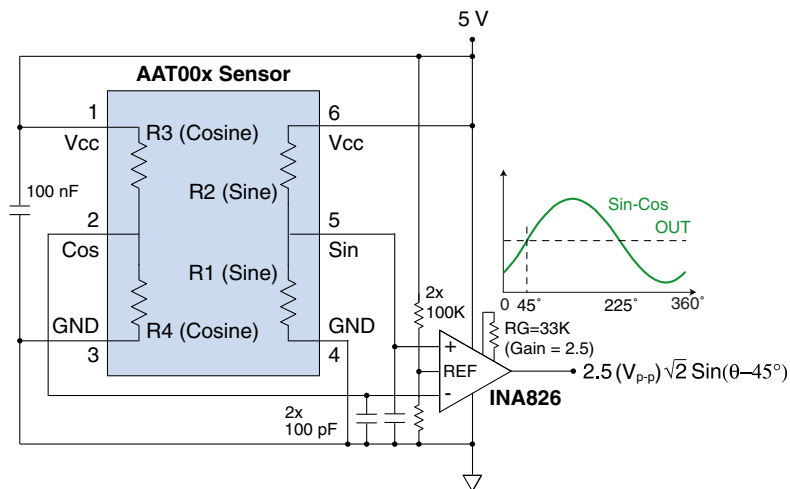 5 V
AAT00x Sensor
1
Vcc
R3 (Cosine)
6
Vcc
R2 (Sine)
100 nF
2
Cos
5
Sin
R1 (Sine)
GND
3
R4 (Cosine)
GND
4
Sin-Cos
OUT
0 45° 225° 360°
2x
100K
RG=33K
(Gain = 2.5)
+
REF
-
INA826
2.5 (Vp-p) √2 Sin(θ–45°)
2x
100 pF